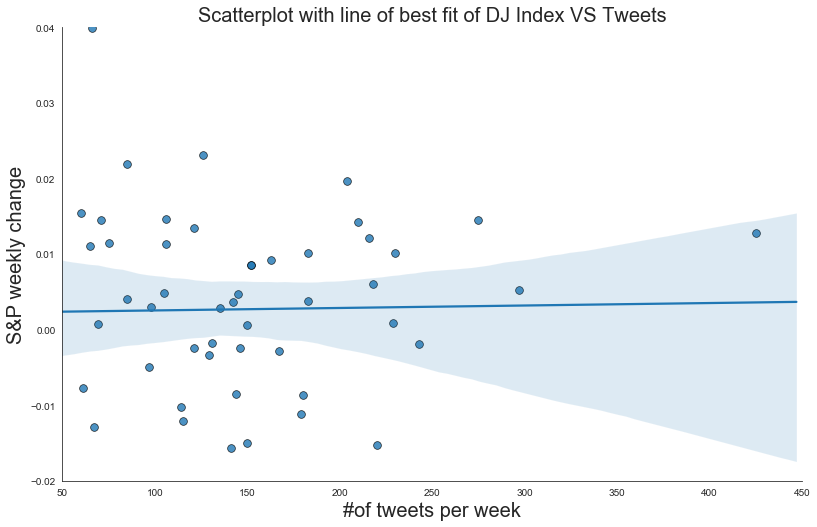 Scatterplot with line of best fit of DJ Index VS Tweets
S&P weekly change
0.04
0.03
0.02
0.01
0.00
−0.01
−0.02
50 100 150 200 250 300 350 400 450
#of tweets per week